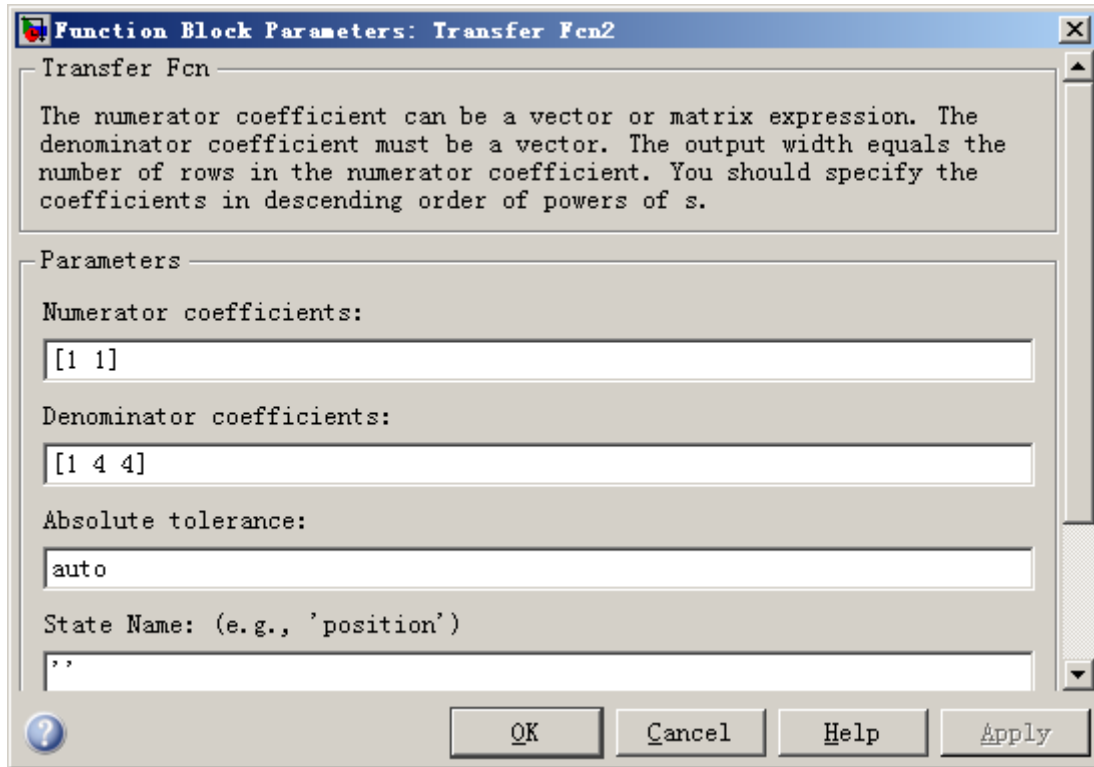 Function Block Parameters: Transfer Fcn2
Transfer Fcn
The numerator coefficient can be a vector or matrix expression. The
denominator coefficient must be a vector. The output width equals the
number of rows in the numerator coefficient. You should specify the
coefficients in descending order of powers of s.
Parameters
Numerator coefficients:
[1 1]
Denominator coefficients:
[1 4 4]
Absolute tolerance:
auto
State Name: (e.g., 'position')
''
OK Cancel Help Apply